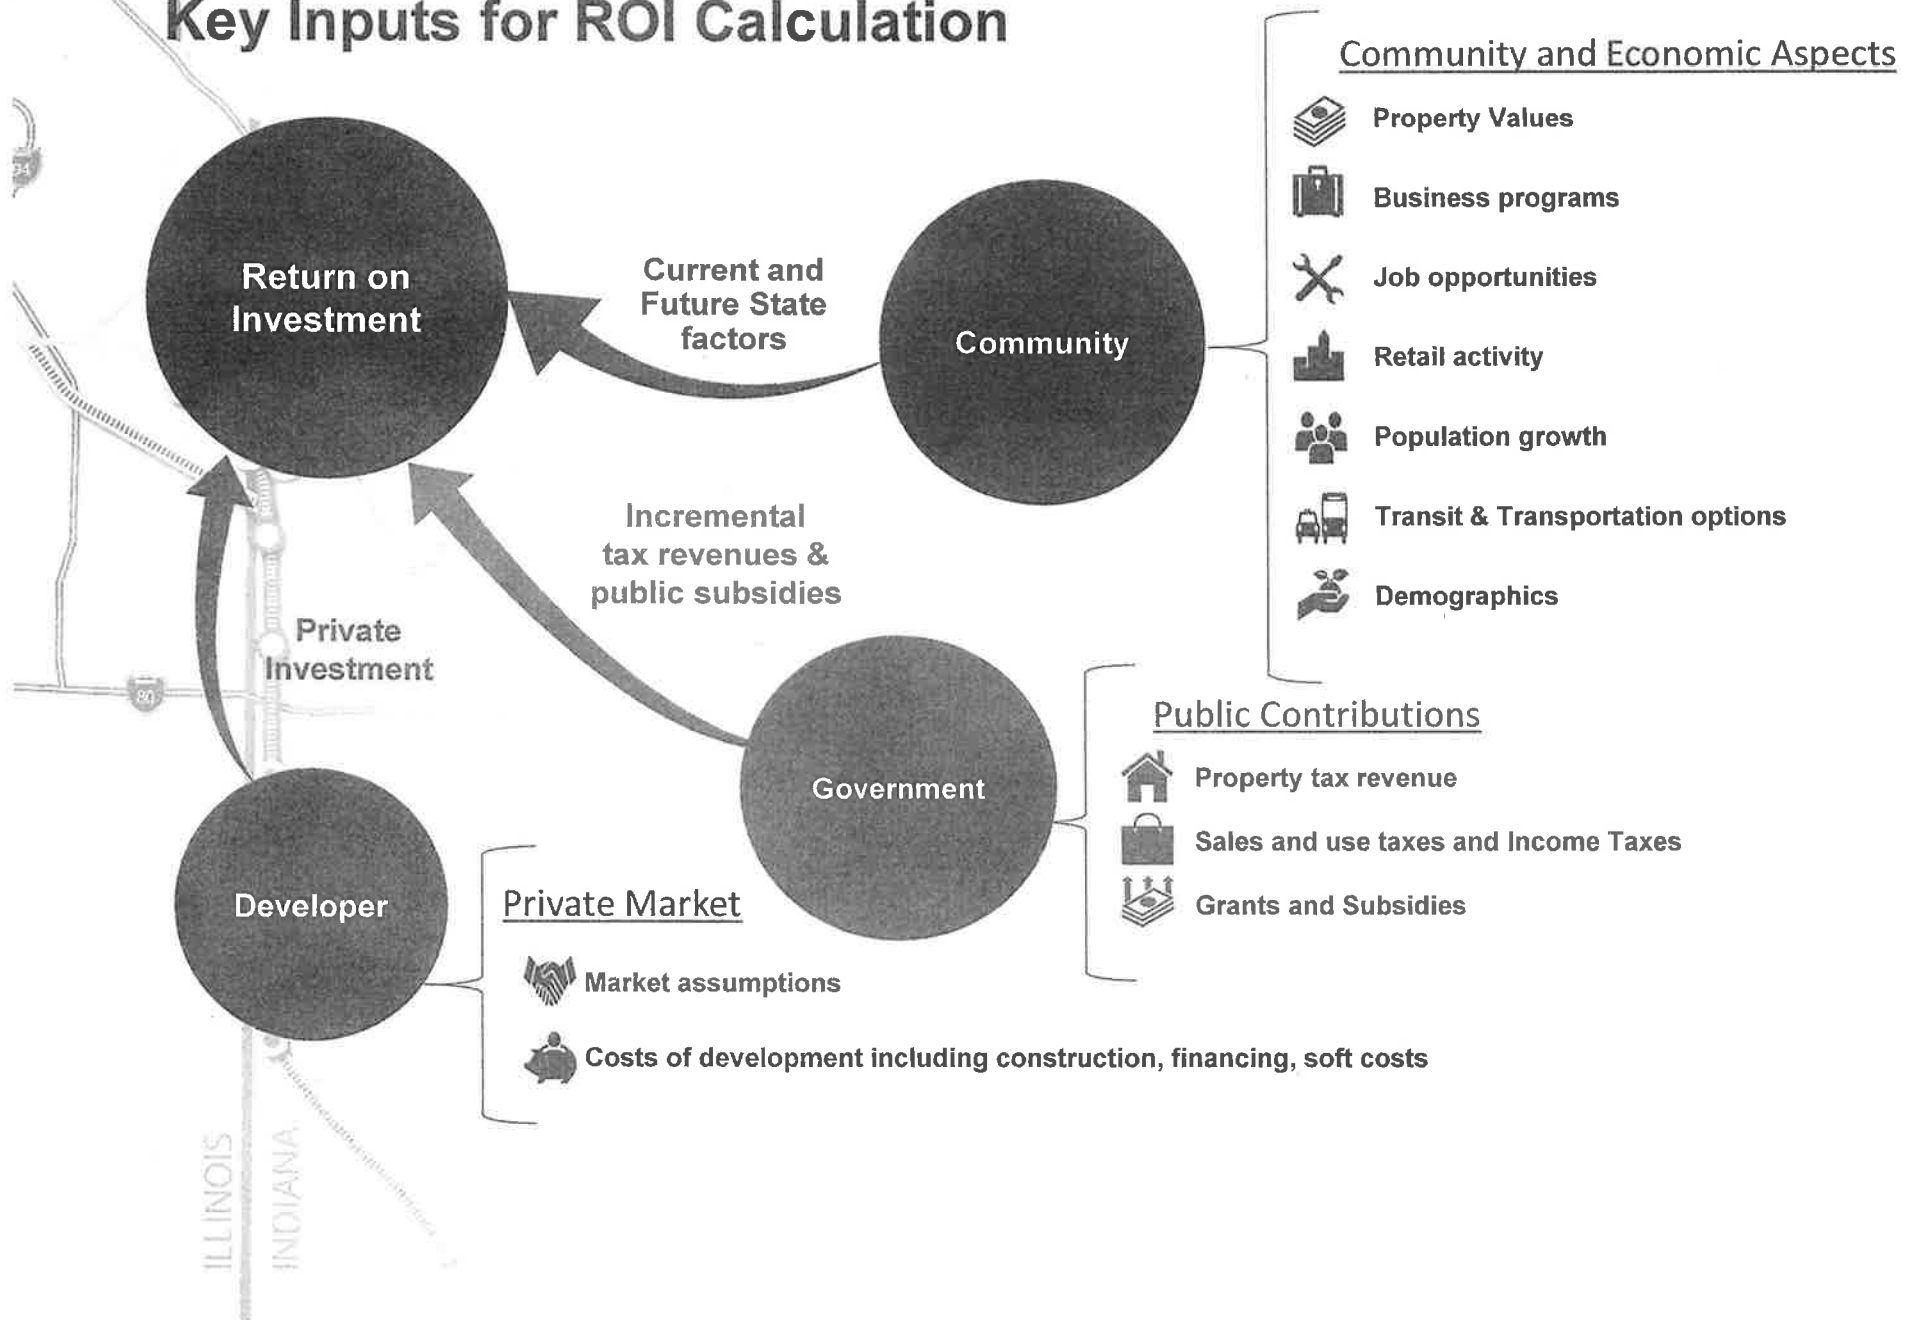 Key Inputs for ROI Calculation
Return on
Investment
Current and
Future State
factors
Community
Community and Economic Aspects
Property Values
Business programs
Job opportunities
Retail activity
Population growth
Transit & Transportation options
Demographics
Incremental
tax revenues &
public subsidies
Private
Investment
Government
Public Contributions
Property tax revenue
Sales and use taxes and Income Taxes
Grants and Subsidies
Developer
Private Market
Market assumptions
Costs of development including construction, financing, soft costs
94
80
ILLINOIS
INDIANA